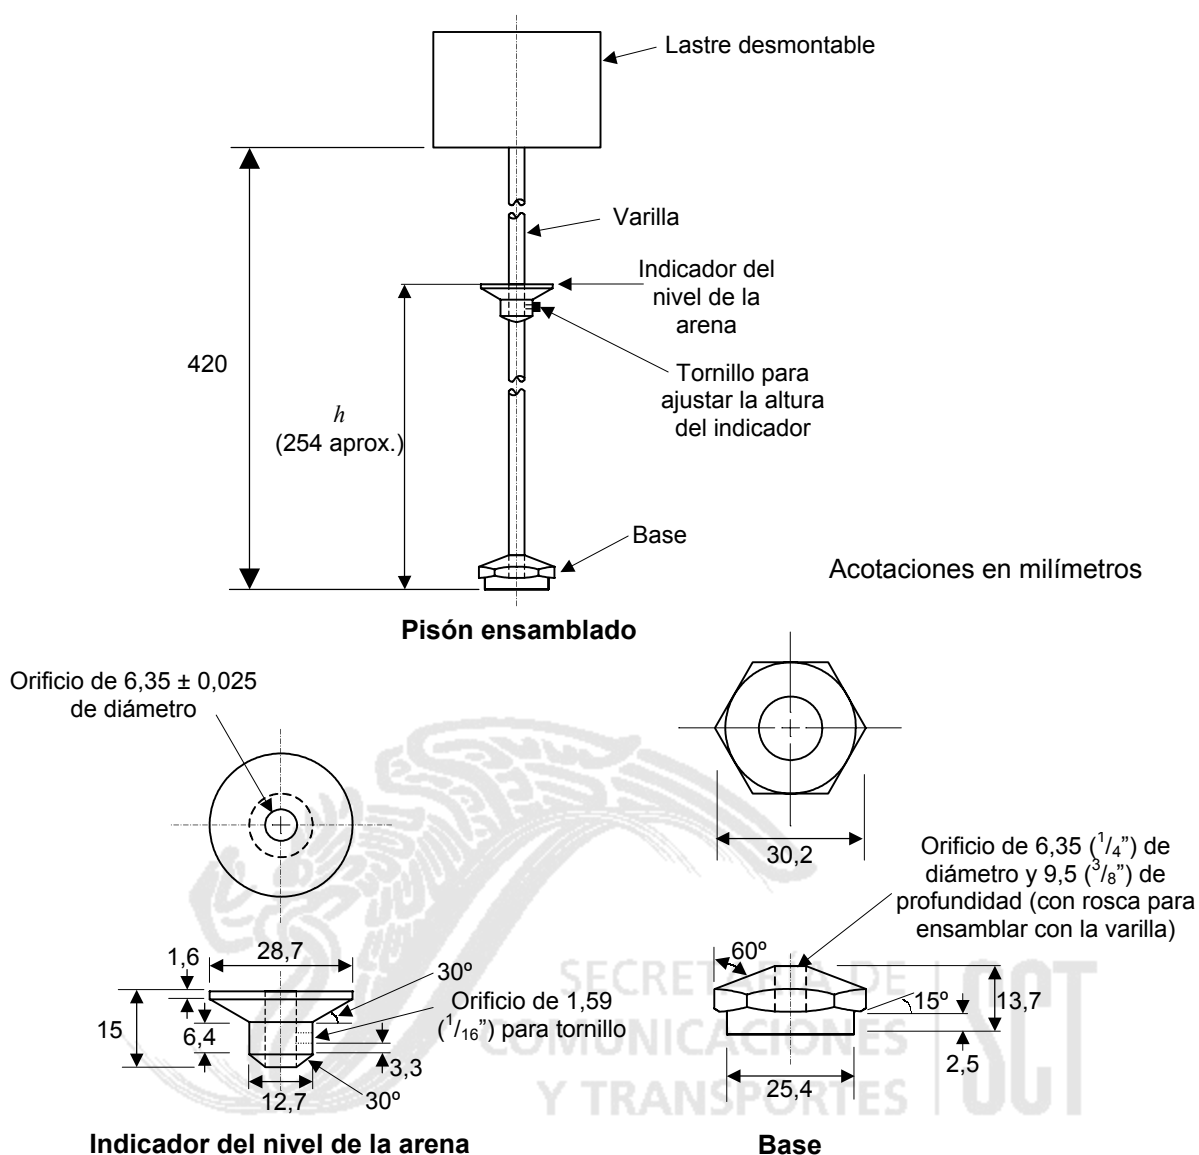 Lastre desmontable
Varilla
Indicador del
nivel de la
arena
420
Tornillo para
ajustar la altura
del indicador
h
(254 aprox.)
Base
Acotaciones en milímetros
Pisón ensamblado
Orificio de 6,35 ± 0,025
de diámetro
30,2
Orificio de 6,35 (1/4”) de
diámetro y 9,5 (3/8”) de
profundidad (con rosca para
ensamblar con la varilla)
1,6
28,7
30º
Orificio de 1,59
(1/16”) para tornillo
15
6,4
3,3
12,7
30º
60º
15º
13,7
2,5
25,4
SECRETARÍA DE
COMUNICACIONES
Y TRANSPORTES
SCT
Indicador del nivel de la arena
Base